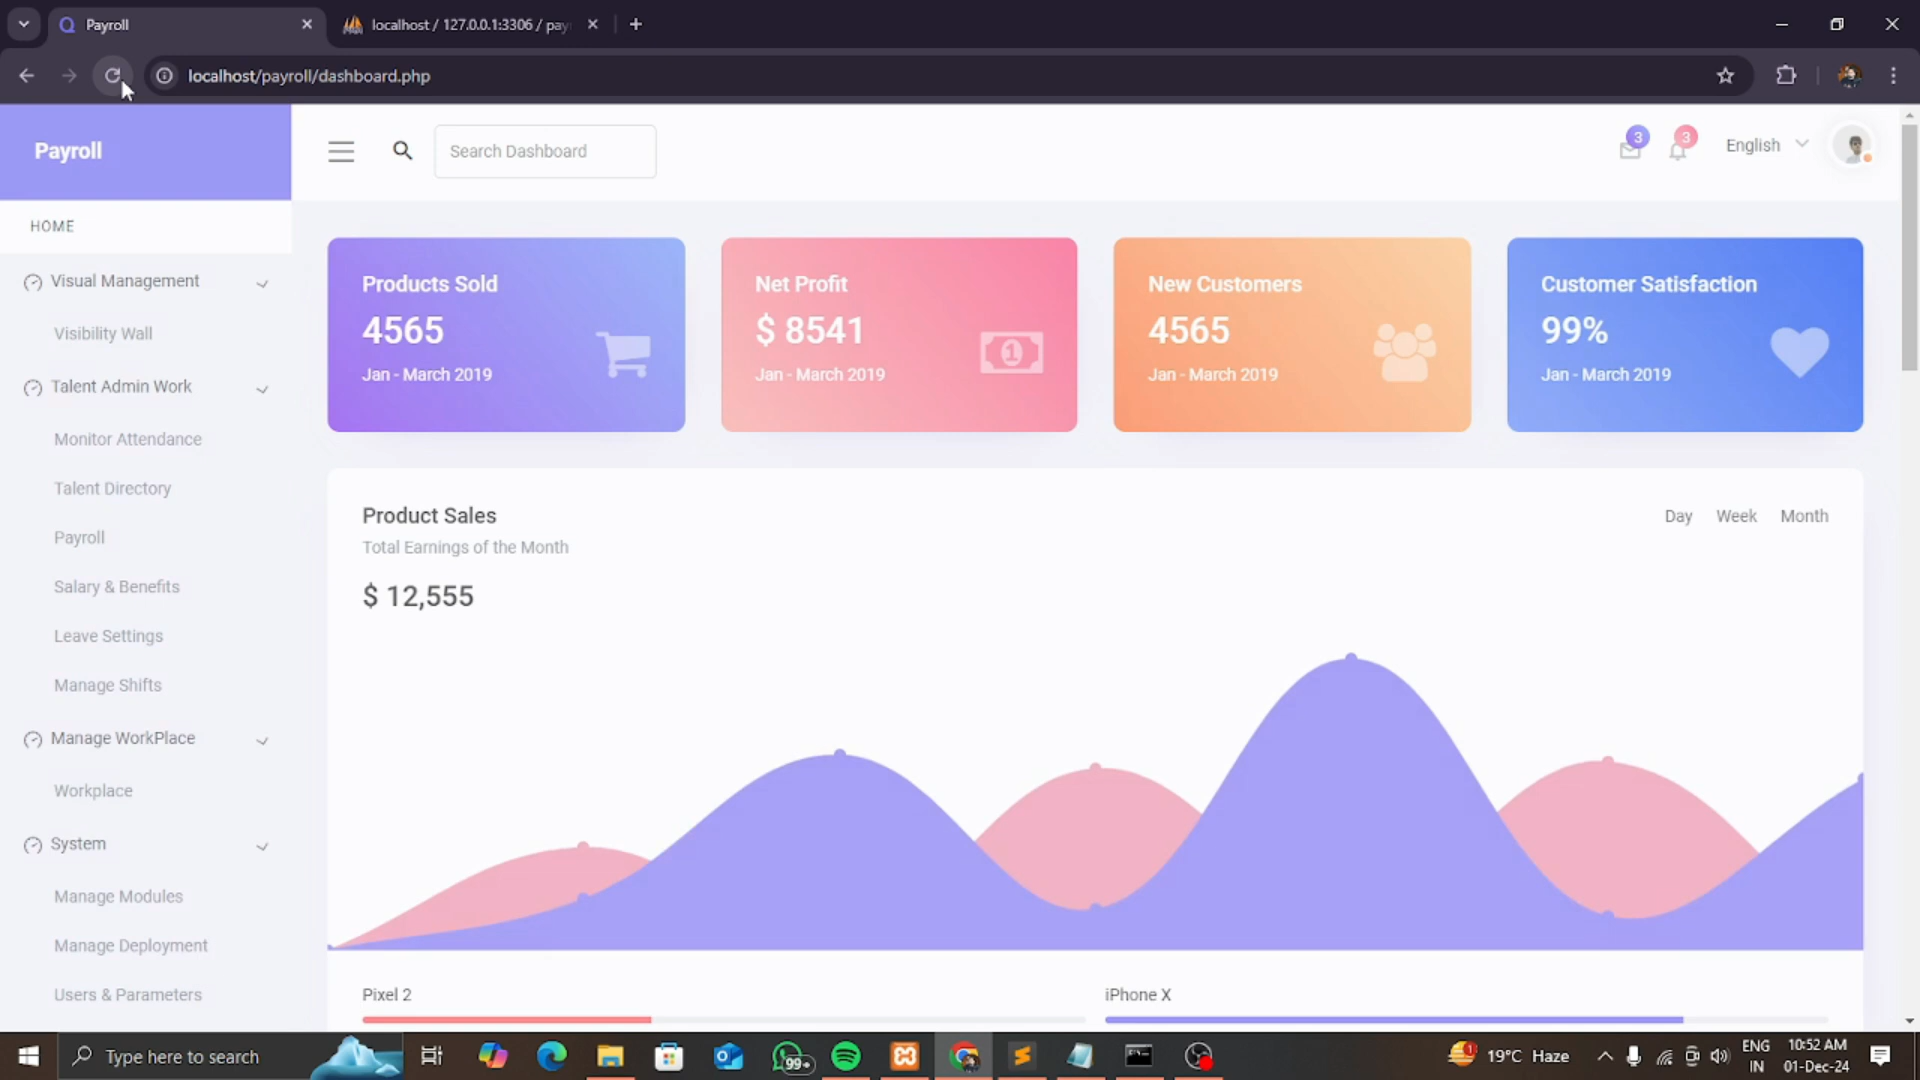 Payroll
localhost / 127.0.0.1:3306 / pay
localhost/payroll/dashboard.php
Payroll
Search Dashboard
3
3
English
HOME
Visual Management
Visibility Wall
Talent Admin Work
Monitor Attendance
Talent Directory
Payroll
Salary & Benefits
Leave Settings
Manage Shifts
Manage WorkPlace
Workplace
System
Manage Modules
Manage Deployment
Users & Parameters
Products Sold
4565
Jan - March 2019
Net Profit
$ 8541
Jan - March 2019
1
New Customers
4565
Jan - March 2019
Customer Satisfaction
99%
Jan - March 2019
Product Sales
Total Earnings of the Month
$ 12,555
Day Week Month
Pixel 2
iPhone X
Type here to search
99+
1
19°C Haze
ENG
IN
10:52 AM
01-Dec-24